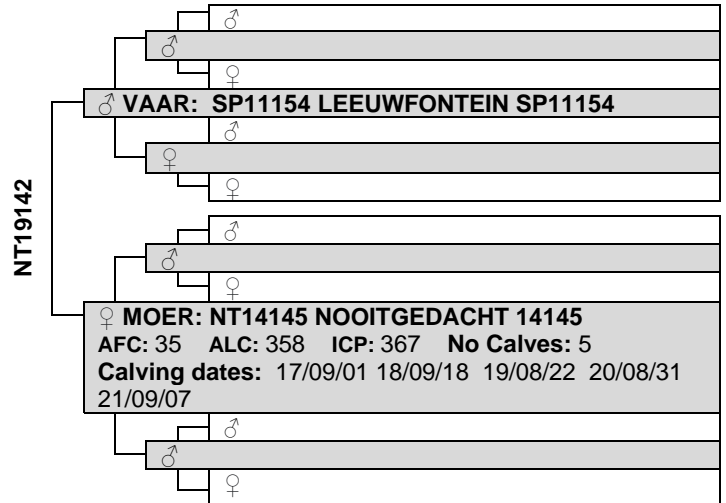 ♂
♂
♀
♂ VAAR: SP11154 LEEUWFONTEIN SP11154
♂
♀
♀
NT19142
♂
♂
♀
♀ MOER: NT14145 NOOITGEDACHT 14145
AFC: 35 ALC: 358 ICP: 367 No Calves: 5
Calving dates: 17/09/01 18/09/18 19/08/22 20/08/31
21/09/07
♂
♂
♀